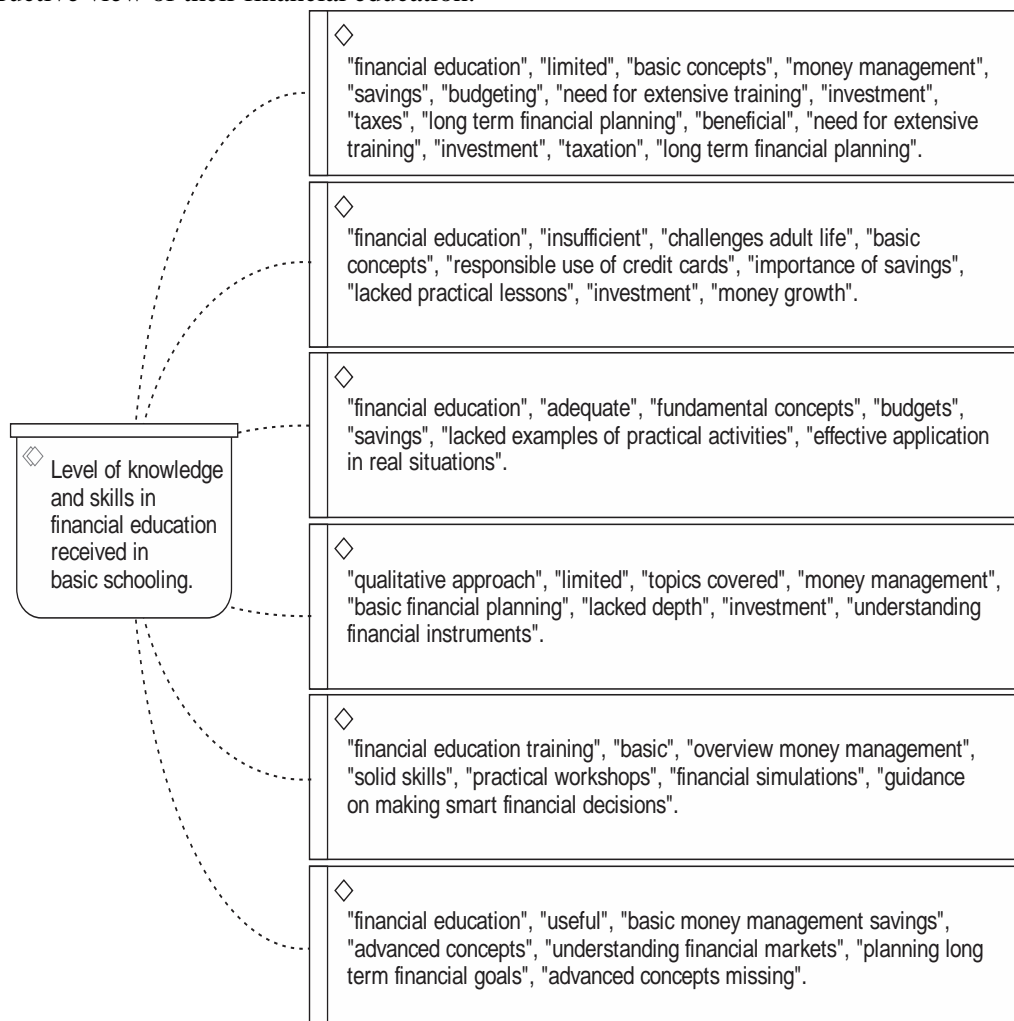 "financial education", "limited", "basic concepts", "money management",
"savings", "budgeting", "need for extensive training", "investment",
"taxes", "long term financial planning", "beneficial", "need for extensive
training", "investment", "taxation", "long term financial planning".
"financial education", "insufficient", "challenges adult life", "basic
concepts", "responsible use of credit cards", "importance of savings",
"lacked practical lessons", "investment", "money growth".
"financial education", "adequate", "fundamental concepts", "budgets",
"savings", "lacked examples of practical activities", "effective application
in real situations".
Level of knowledge
and skills in
financial education
received in
basic schooling.
"qualitative approach", "limited", "topics covered", "money management",
"basic financial planning", "lacked depth", "investment", "understanding
financial instruments".
"financial education training", "basic", "overview money management",
"solid skills", "practical workshops", "financial simulations", "guidance
on making smart financial decisions".
"financial education", "useful", "basic money management savings",
"advanced concepts", "understanding financial markets", "planning long
term financial goals", "advanced concepts missing".